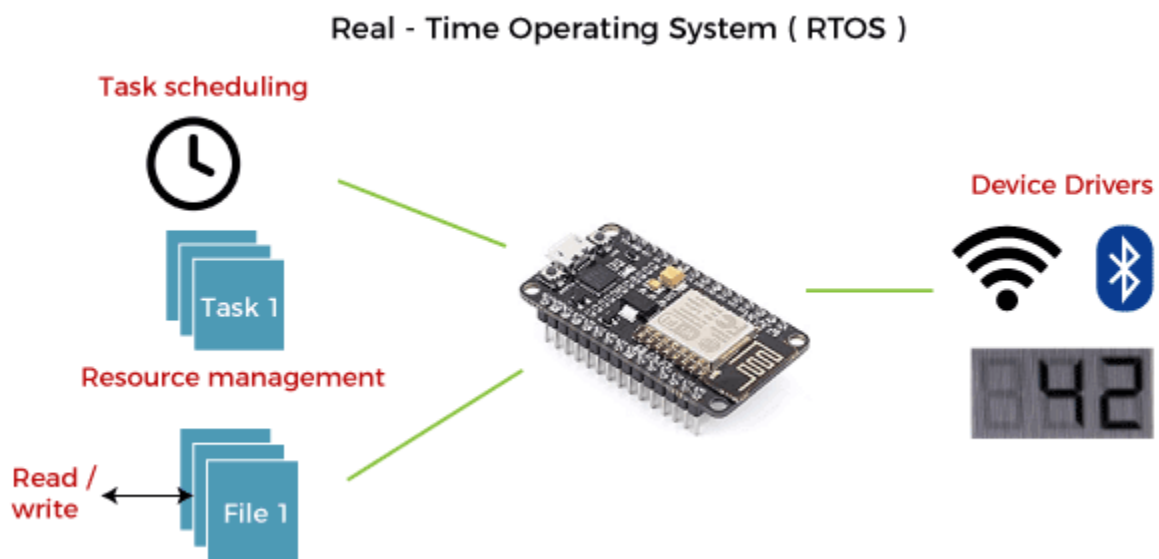 Real - Time Operating System ( RTOS )
Task scheduling
Task 1
Resource management
Read /
write
File 1
Device Drivers
42